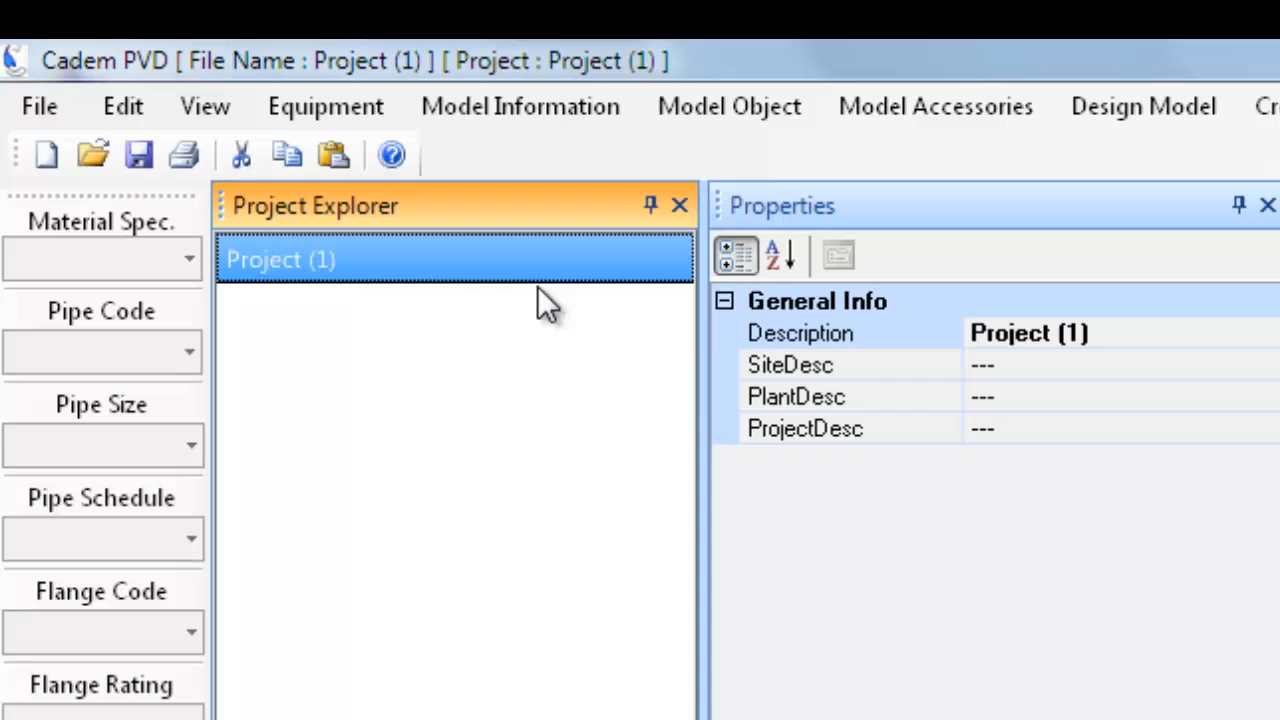 Cadem PVD [ File Name : Project (1) ] [ Project : Project (1) ]
File Edit View Equipment Model Information Model Object Model Accessories Design Model Cr
Material Spec.
Pipe Code
Pipe Size
Pipe Schedule
Flange Code
Flange Rating
Project Explorer
Project (1)
Properties
General Info
Description Project (1)
SiteDesc ---
PlantDesc ---
ProjectDesc ---